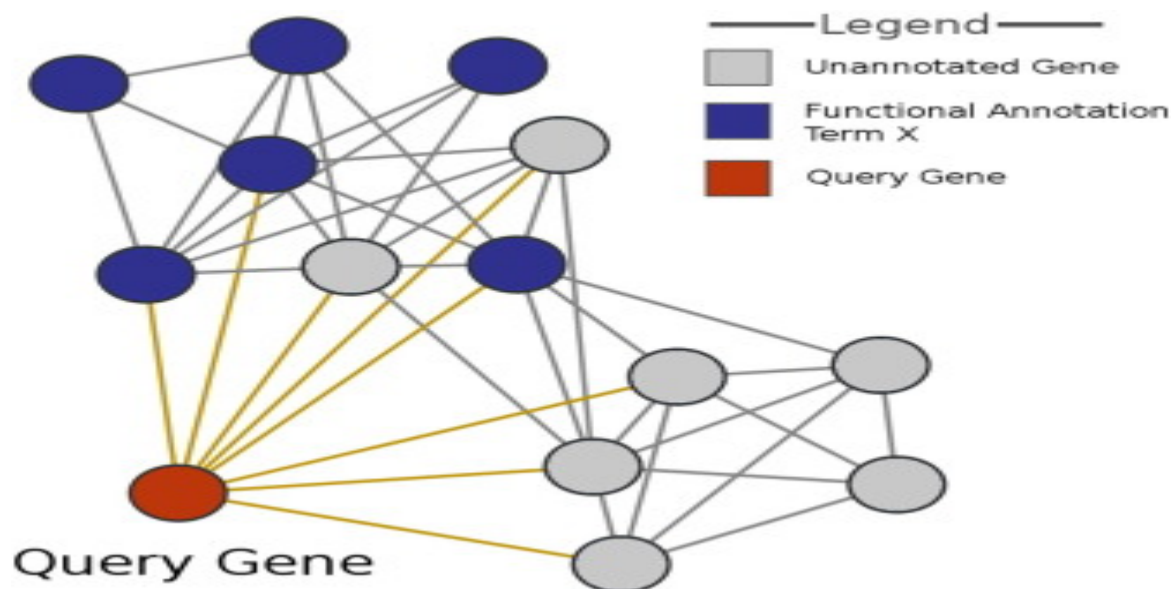 Legend
Unannotated Gene
Functional Annotation
Term X
Query Gene
Query Gene